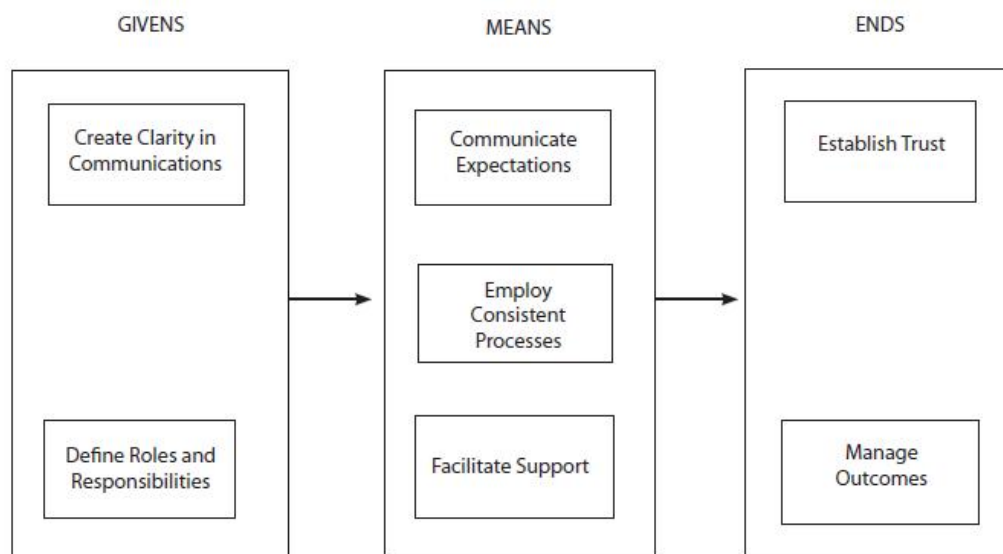 GIVENS
MEANS
ENDS
Create Clarity in
Communications
Define Roles and
Responsibilities
Communicate
Expectations
Employ
Consistent
Processes
Facilitate Support
Establish Trust
Manage
Outcomes